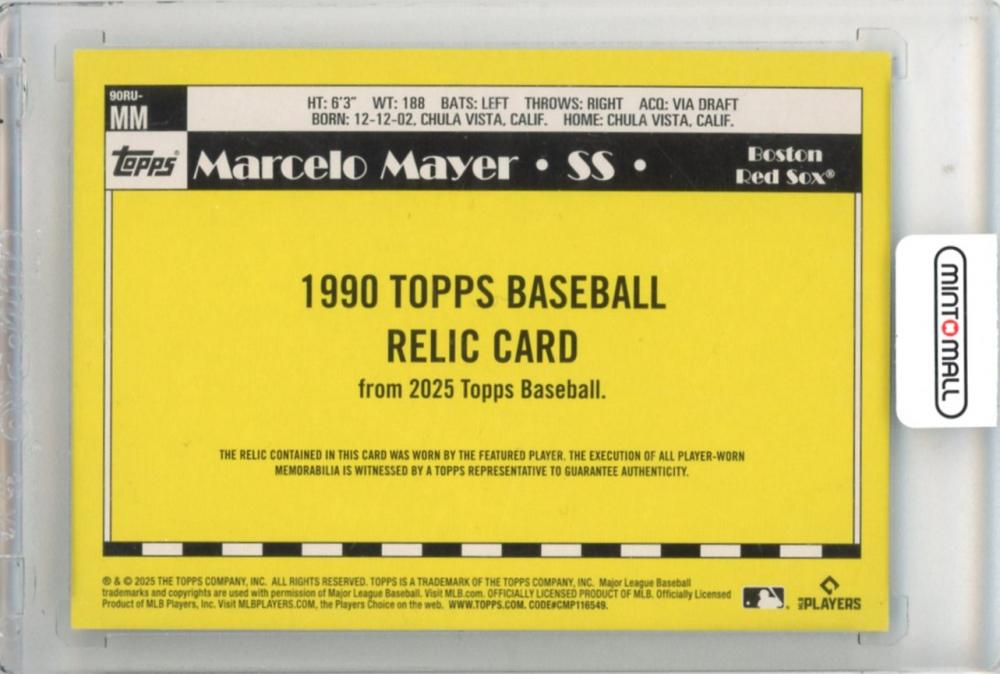 90RU-
MM
HT: 6'3" WT: 188 BATS: LEFT THROWS: RIGHT ACQ: VIA DRAFT
BORN: 12-12-02, CHULA VISTA, CALIF. HOME: CHULA VISTA, CALIF.
Topps® Marcelo Mayer • SS •
Boston
Red Sox®
1990 TOPPS BASEBALL
RELIC CARD
from 2025 Topps Baseball.
THE RELIC CONTAINED IN THIS CARD WAS WORN BY THE FEATURED PLAYER. THE EXECUTION OF ALL PLAYER-WORN
MEMORABILIA IS WITNESSED BY A TOPPS REPRESENTATIVE TO GUARANTEE AUTHENTICITY.
® & © 2025 THE TOPPS COMPANY, INC. ALL RIGHTS RESERVED. TOPPS IS A TRADEMARK OF THE TOPPS COMPANY, INC. Major League Baseball
trademarks and copyrights are used with permission of Major League Baseball. Visit MLB.com. OFFICIALLY LICENSED PRODUCT OF MLB. Officially Licensed
Product of MLB Players, Inc. Visit MLBPLAYERS.COM, the Players Choice on the web. WWW.TOPPS.COM. CODE#CMP116549.
MLB PLAYERS
MINT MALL